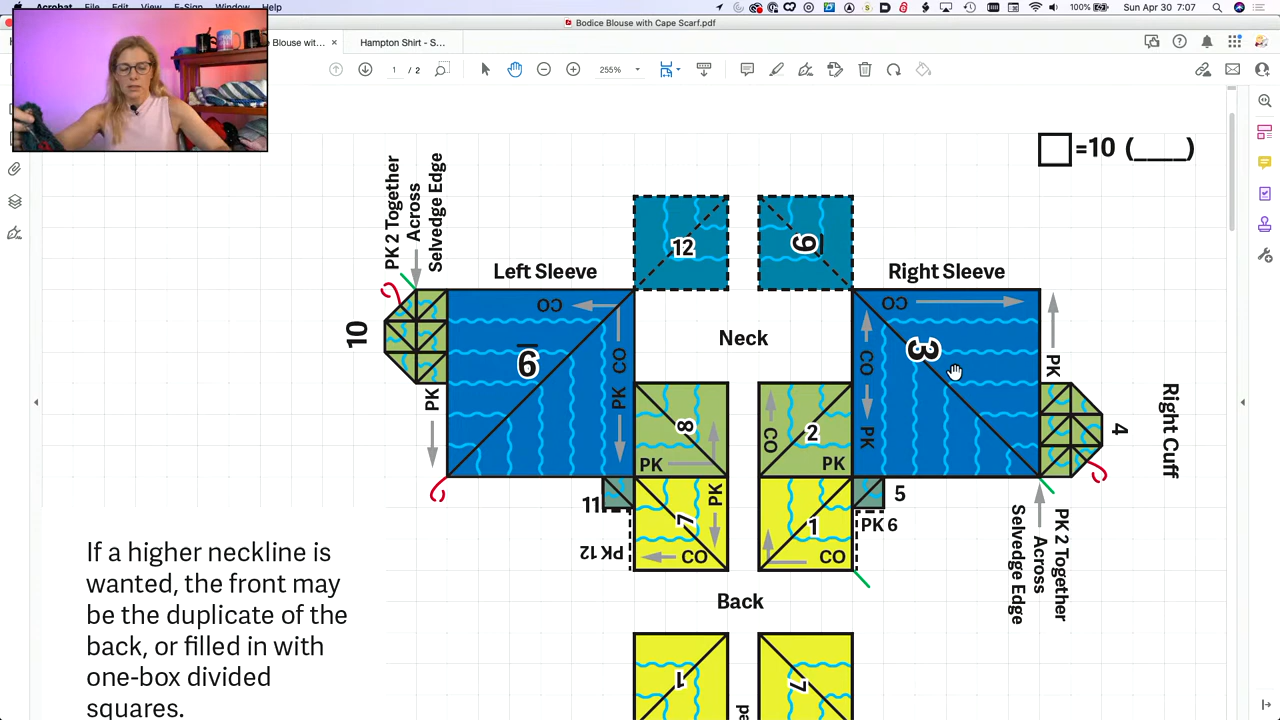 Acrobat File Edit View E-Sign Window Help
100% Sun Apr 30 7:07
Bodice Blouse with Cape Scarf.pdf
e Blouse wit... × Hampton Shirt - S...
1 / 2 255%
=10 (____)
PK 2 Together
Across
Selvedge Edge
12
9
Left Sleeve
Right Sleeve
CO
CO
10
6
CO PK
Neck
CO PK
3
PK
PK
8
PK
CO
2
PK
4
Right Cuff
11
PK 12
7
PK
CO
1
CO
5
PK 6
PK 2 Together
Across
Selvedge Edge
Back
If a higher neckline is
wanted, the front may
be the duplicate of the
back, or filled in with
one-box divided
squares.
1
7